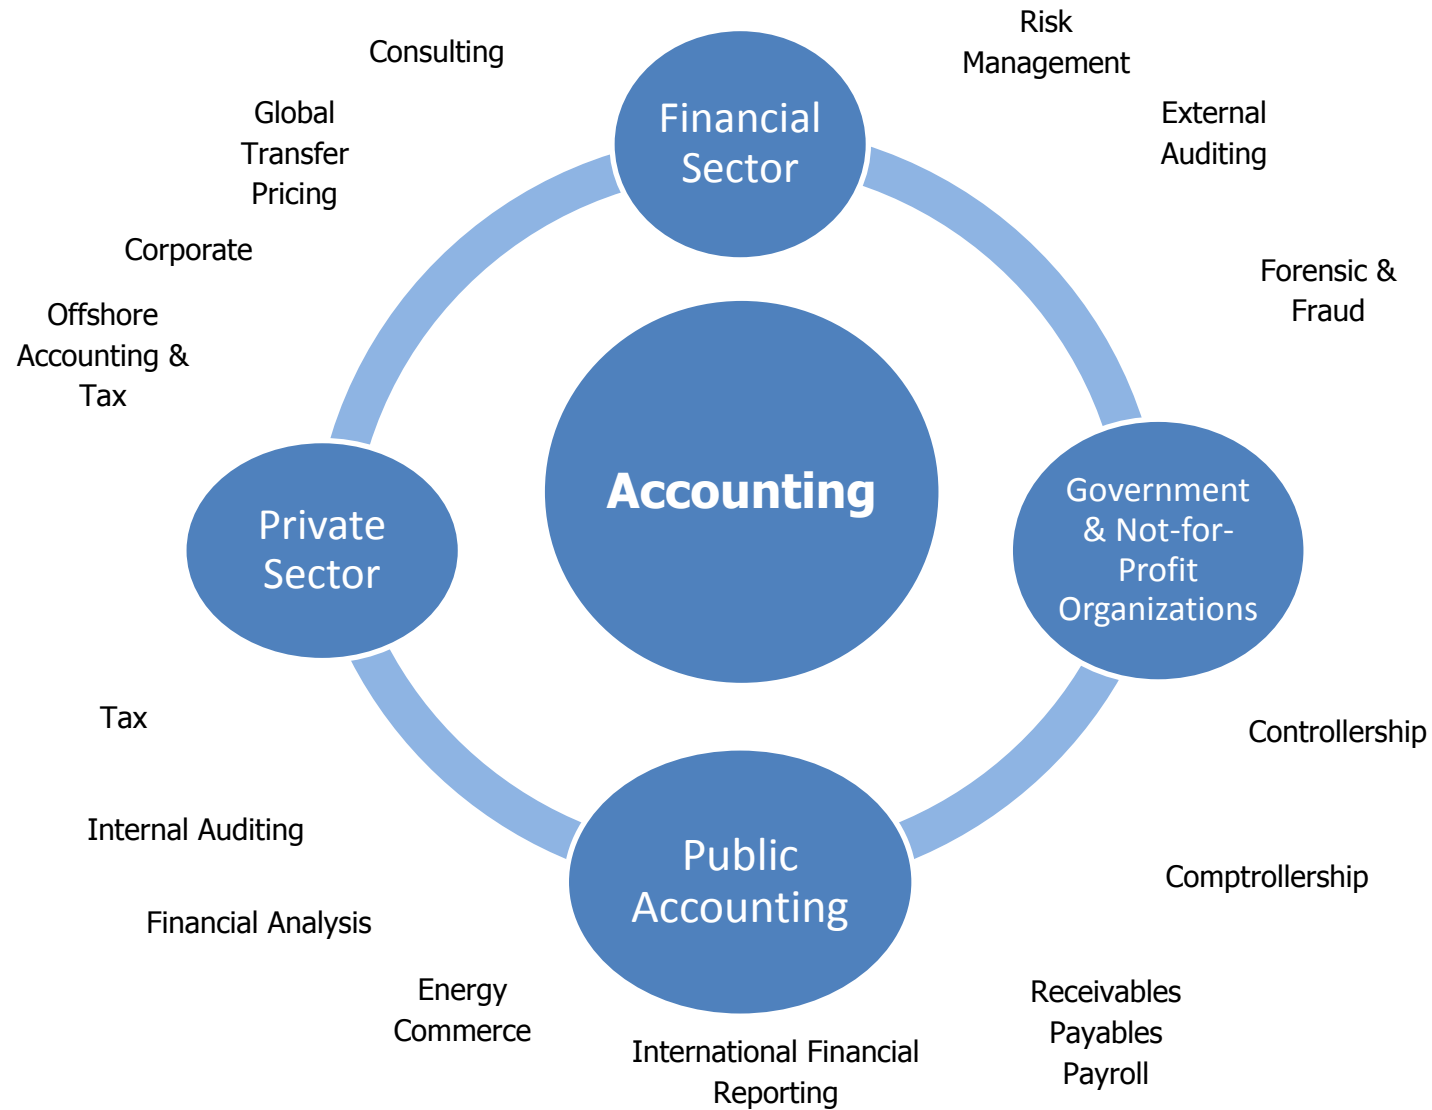 Risk
Management
Consulting
Financial
Sector
Global
Transfer
Pricing
External
Auditing
Corporate
Forensic &
Fraud
Offshore
Accounting &
Tax
Accounting
Private
Sector
Government
& Not-for-
Profit
Organizations
Tax
Controllership
Internal Auditing
Public
Accounting
Comptrollership
Financial Analysis
Energy
Commerce
Receivables
Payables
Payroll
International Financial
Reporting